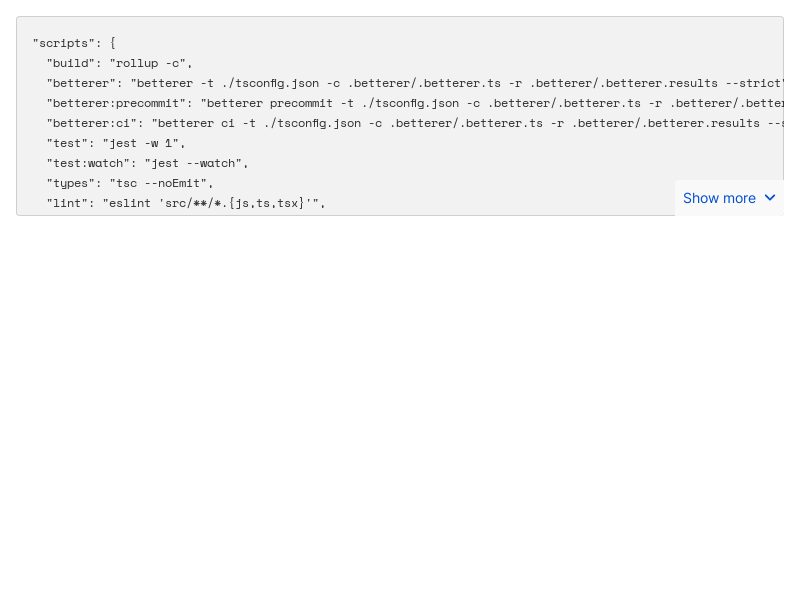 "scripts": {
"build": "rollup -c",
"betterer": "betterer -t ./tsconfig.json -c .betterer/.betterer.ts -r .betterer/.betterer.results --strict"
"betterer:precommit": "betterer precommit -t ./tsconfig.json -c .betterer/.betterer.ts -r .betterer/.better
"betterer:ci": "betterer ci -t ./tsconfig.json -c .betterer/.betterer.ts -r .betterer/.betterer.results --s
"test": "jest -w 1",
"test:watch": "jest --watch",
"types": "tsc --noEmit",
"lint": "eslint 'src/**/*.{js,ts,tsx}'",
Show more